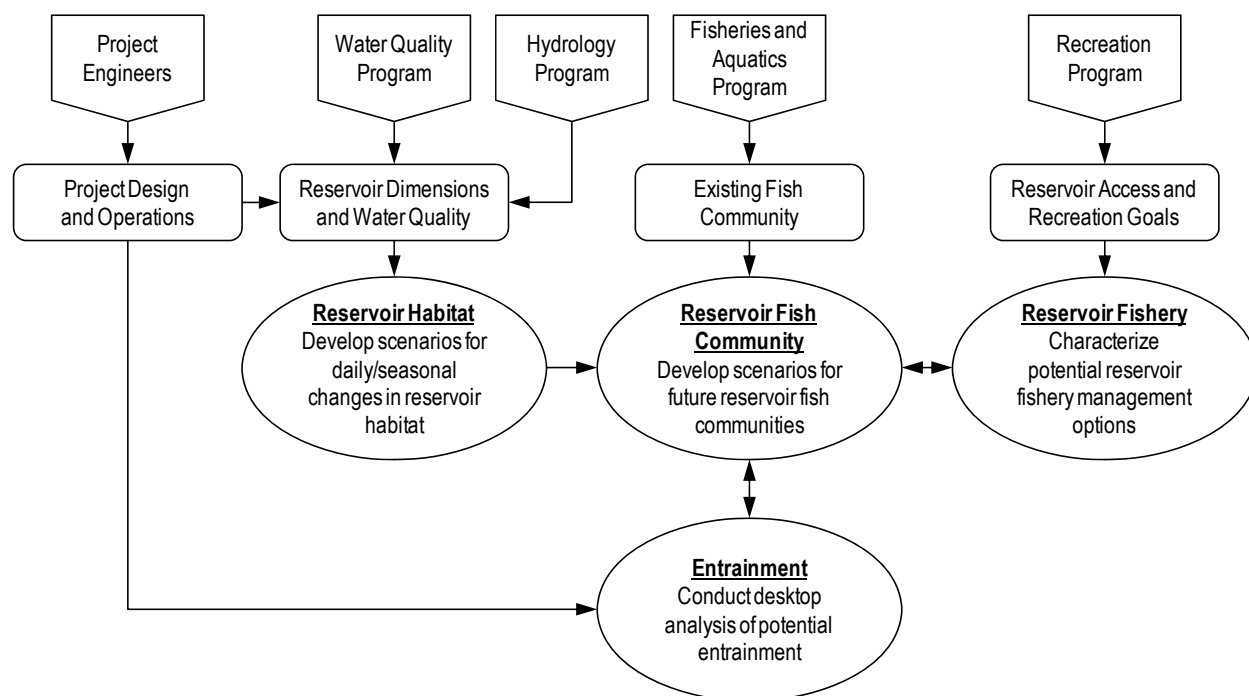 Project
Engineers
Water Quality
Program
Hydrology
Program
Fisheries and
Aquatics
Program
Recreation
Program
Project Design
and Operations
Reservoir Dimensions
and Water Quality
Existing Fish
Community
Reservoir Access and
Recreation Goals
Reservoir Habitat
Develop scenarios for
daily/seasonal
changes in reservoir
habitat
Reservoir Fish
Community
Develop scenarios for
future reservoir fish
communities
Reservoir Fishery
Characterize
potential reservoir
fishery management
options
Entrainment
Conduct desktop
analysis of potential
entrainment